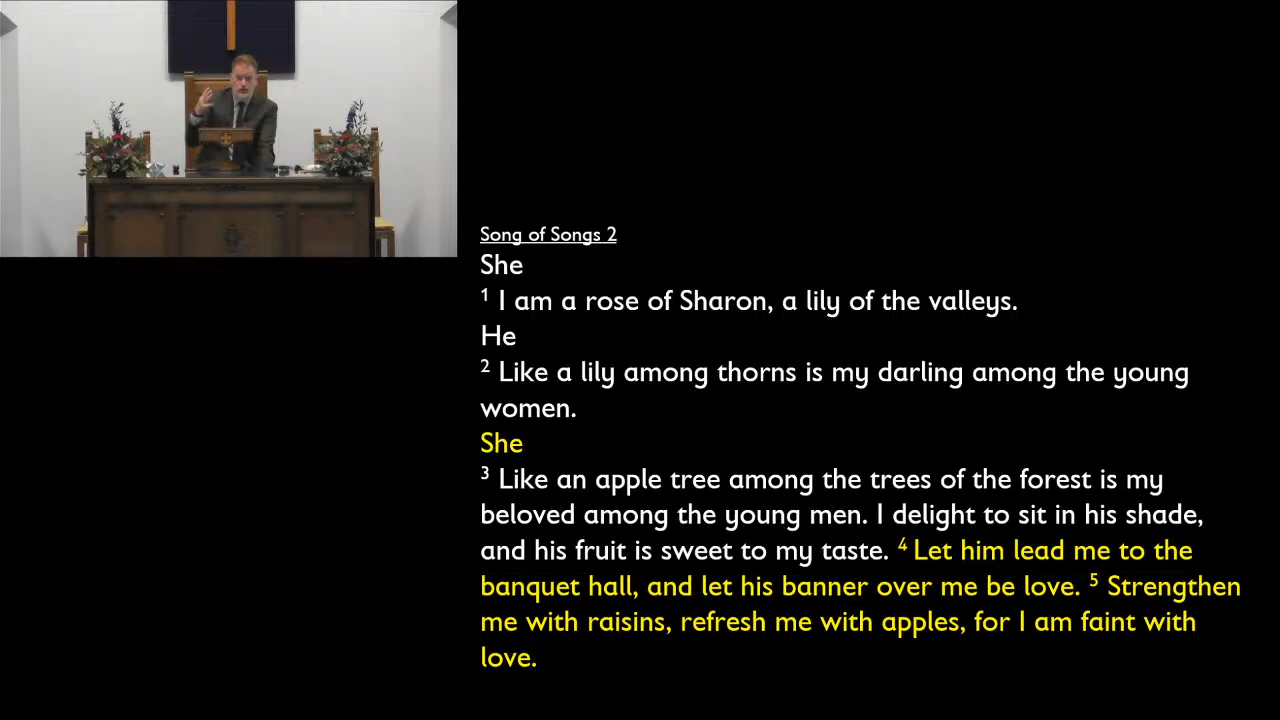 Song of Songs 2
She
1 I am a rose of Sharon, a lily of the valleys.
He
2 Like a lily among thorns is my darling among the young
women.
She
3 Like an apple tree among the trees of the forest is my
beloved among the young men. I delight to sit in his shade,
and his fruit is sweet to my taste. 4 Let him lead me to the
banquet hall, and let his banner over me be love. 5 Strengthen
me with raisins, refresh me with apples, for I am faint with
love.